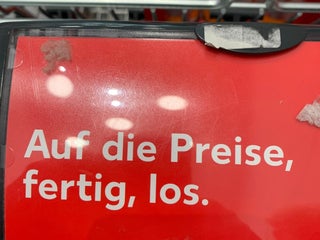 Auf die Preise,
fertig, los.